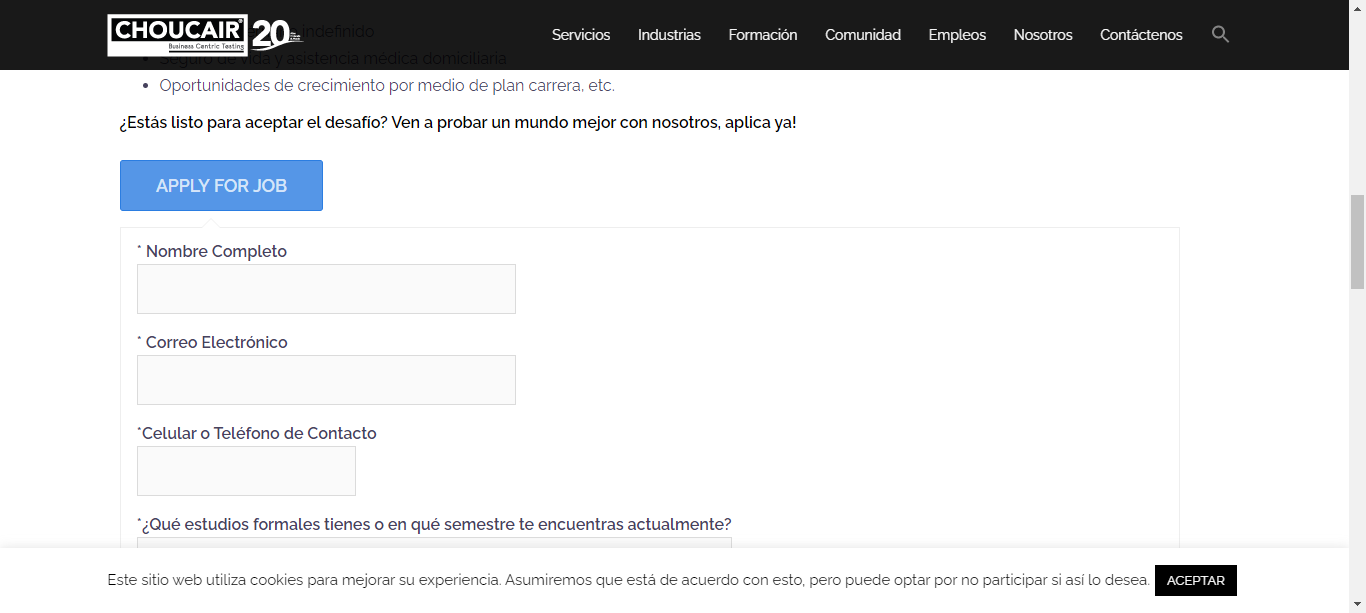 CHOUCAIR
Business Centric Testing
20
Servicios
Industrias
Formación
Comunidad
Empleos
Nosotros
Contáctenos
indefinido
Seguro de vida y asistencia médica domiciliaria
Oportunidades de crecimiento por medio de plan carrera, etc.
¿Estás listo para aceptar el desafío? Ven a probar un mundo mejor con nosotros, aplica ya!
APPLY FOR JOB
* Nombre Completo
* Correo Electrónico
*Celular o Teléfono de Contacto
*¿Qué estudios formales tienes o en qué semestre te encuentras actualmente?
Este sitio web utiliza cookies para mejorar su experiencia. Asumiremos que está de acuerdo con esto, pero puede optar por no participar si así lo desea.
ACEPTAR